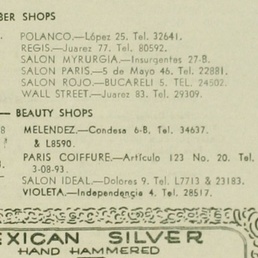 BER SHOPS
POLANCO.—López 25. Tel. 32641.
REGIS.—Juarez 77. Tel. 80592.
SALON MYRURGIA.—Insurgentes 27-B.
SALON PARIS.—5 de Mayo 46. Tel. 22881.
SALON ROJO.—BUCARELI 5. TEL. 24502.
WALL STREET.—Juarez 83. Tel. 29309.
— BEAUTY SHOPS
8 MELENDEZ.—Condesa 6-B. Tel. 34637.
& L8590.
PARIS COIFFURE.—Artículo 123 No. 20. Tel.
3-08-93.
SALON IDEAL.—Dolores 9. Tel. L7713 & 23183.
VIOLETA.—Independencia 4. Tel. 28517.
EXICAN SILVER
HAND HAMMERED